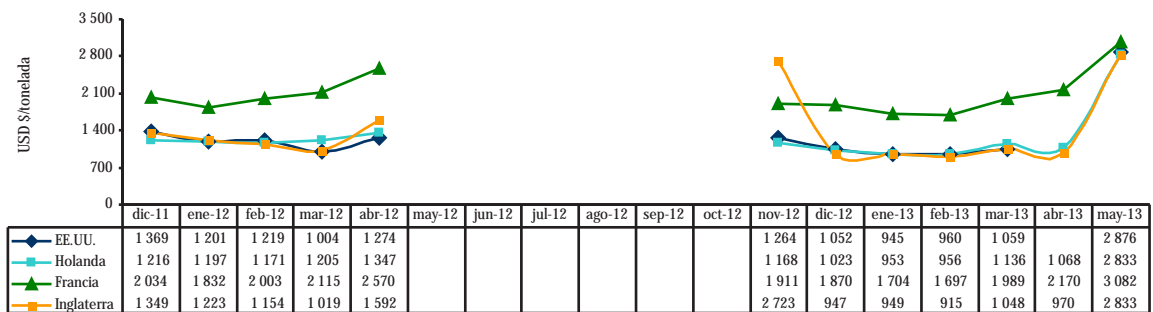 USD $/tonelada
3 500
2 800
2 100
1 400
700
0
dic-11 ene-12 feb-12 mar-12 abr-12 may-12 jun-12 jul-12 ago-12 sep-12 oct-12 nov-12 dic-12 ene-13 feb-13 mar-13 abr-13 may-13
EE.UU. 1 369 1 201 1 219 1 004 1 274 1 264 1 052 945 960 1 059 2 876
Holanda 1 216 1 197 1 171 1 205 1 347 1 168 1 023 953 956 1 136 1 068 2 833
Francia 2 034 1 832 2 003 2 115 2 570 1 911 1 870 1 704 1 697 1 989 2 170 3 082
Inglaterra 1 349 1 223 1 154 1 019 1 592 2 723 947 949 915 1 048 970 2 833